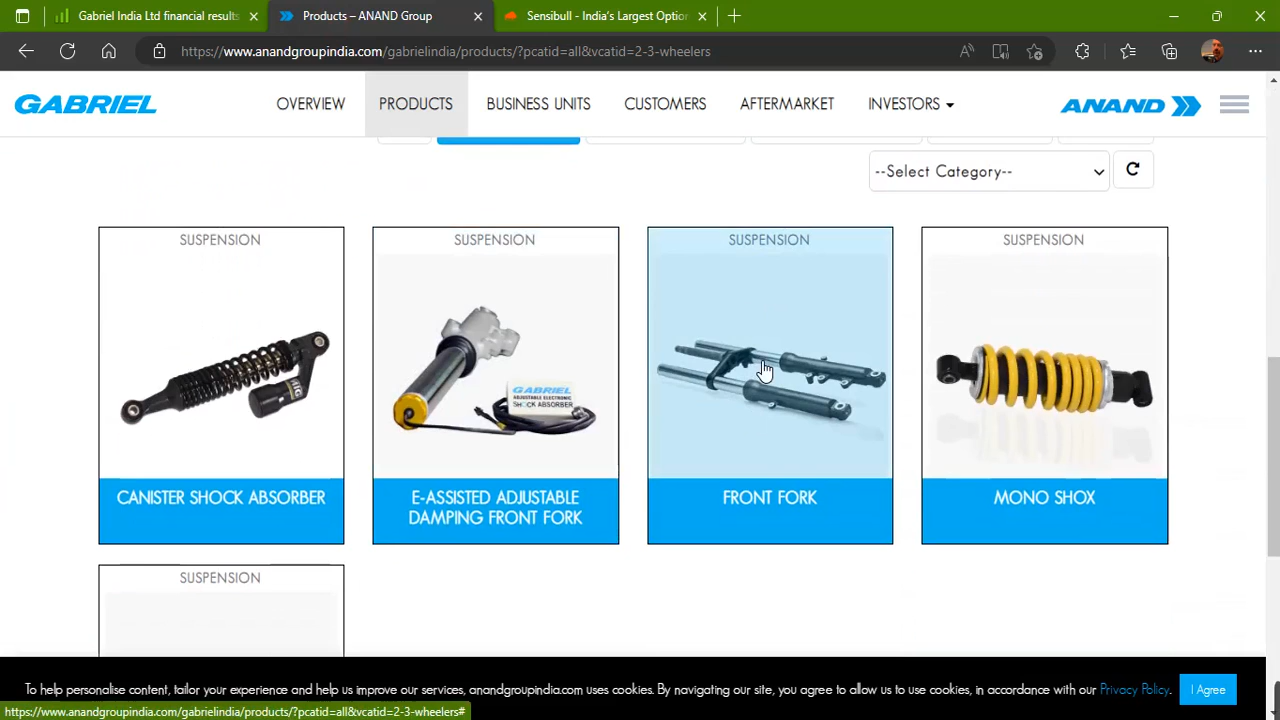 Gabriel India Ltd financial results
Products – ANAND Group
Sensibull - India's Largest Option
https://www.anandgroupindia.com/gabrielindia/products/?pcatid=all&vcatid=2-3-wheelers
GABRIEL
OVERVIEW
PRODUCTS
BUSINESS UNITS
CUSTOMERS
AFTERMARKET
INVESTORS
ANAND
--Select Category--
SUSPENSION
SUSPENSION
SUSPENSION
SUSPENSION
GABRIEL
ADJUSTABLE ELECTRONIC
SHOCK ABSORBER
CANISTER SHOCK ABSORBER
E-ASSISTED ADJUSTABLE
DAMPING FRONT FORK
FRONT FORK
MONO SHOX
SUSPENSION
To help personalise content, tailor your experience and help us improve our services, anandgroupindia.com uses cookies. By navigating our site, you agree to allow us to use cookies, in accordance with our Privacy Policy.
I Agree
https://www.anandgroupindia.com/gabrielindia/products/?pcatid=all&vcatid=2-3-wheelers#